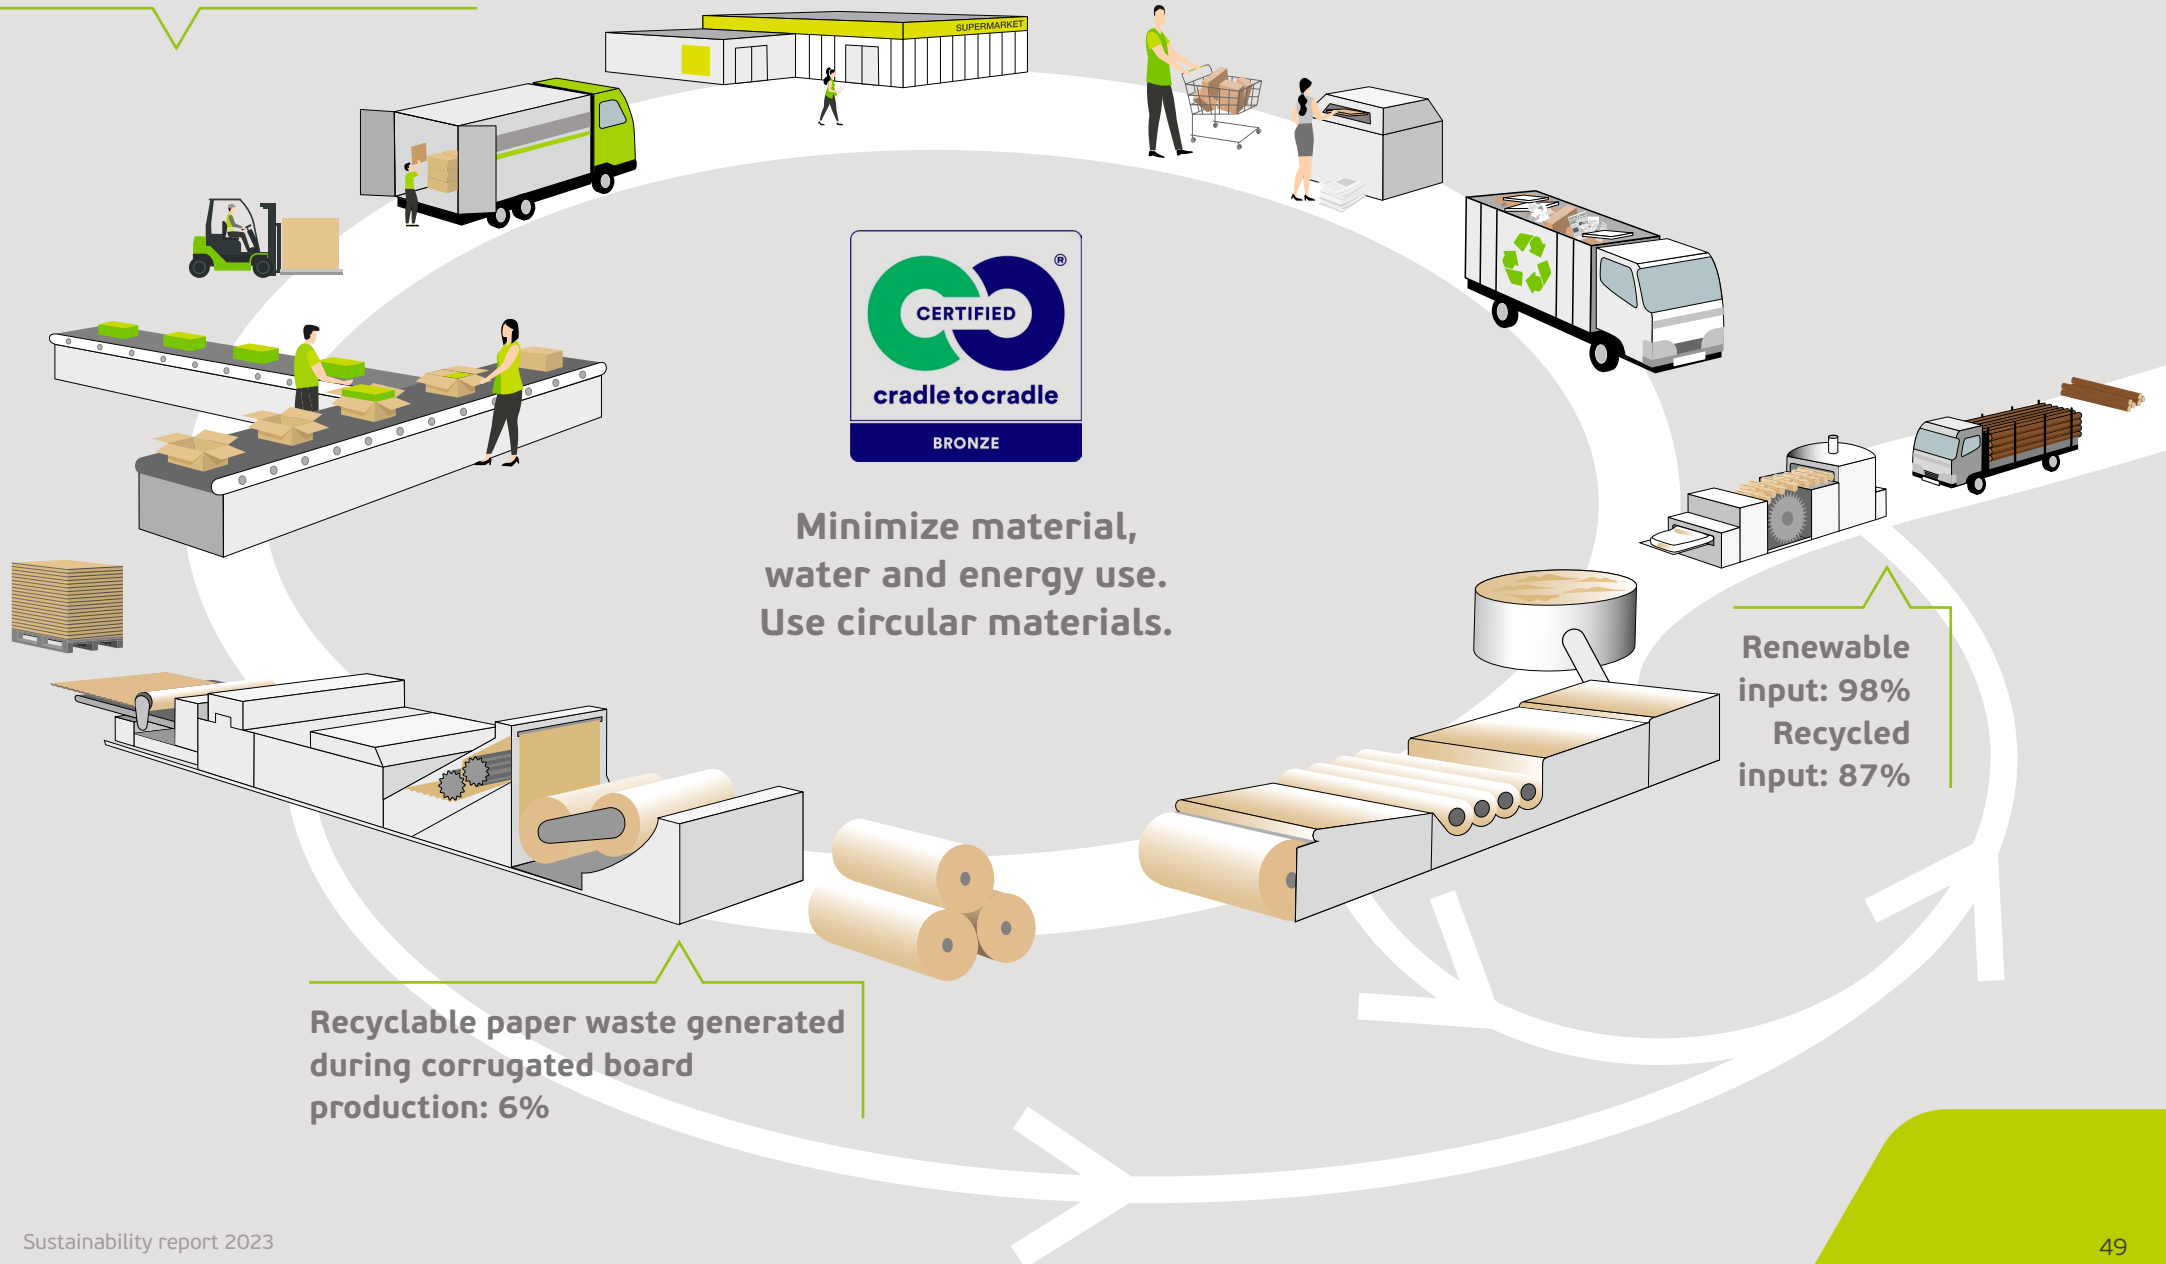 SUPERMARKET
®
CERTIFIED
cradle to cradle
BRONZE
Minimize material,
water and energy use.
Use circular materials.
Renewable
input: 98%
Recycled
input: 87%
Recyclable paper waste generated
during corrugated board
production: 6%
Sustainability report 2023
49